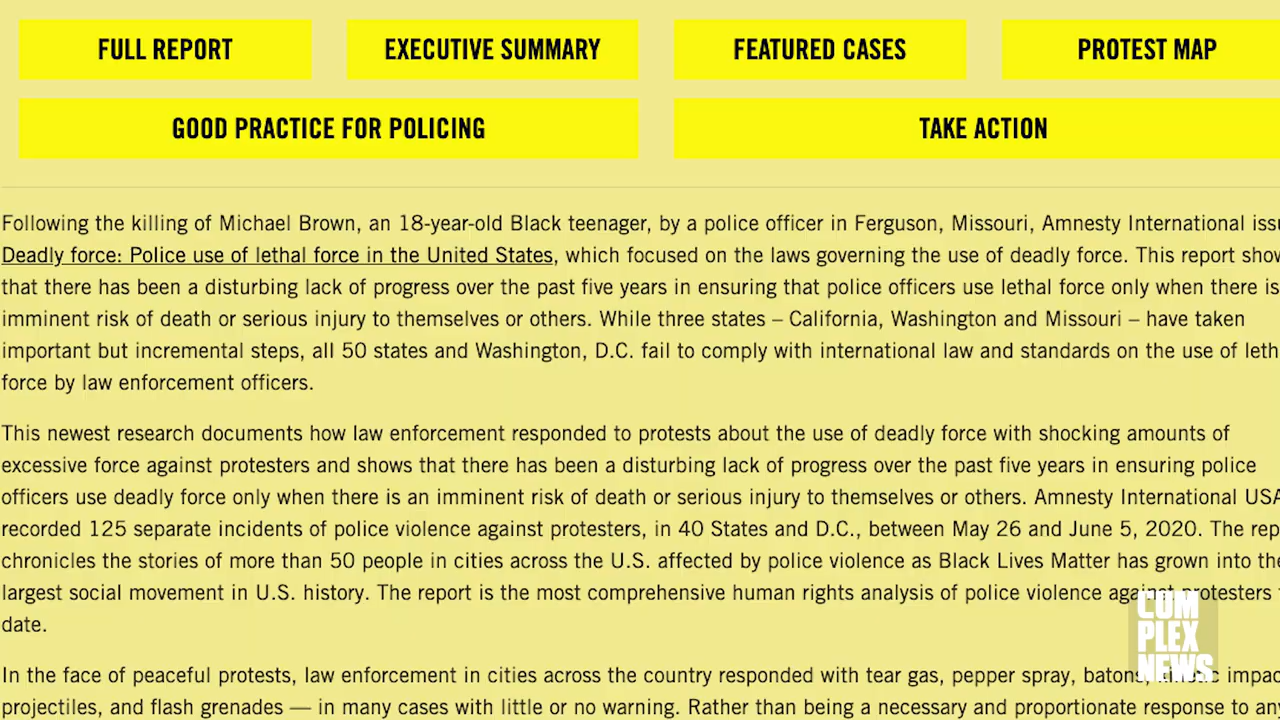 FULL REPORT EXECUTIVE SUMMARY FEATURED CASES PROTEST MAP
GOOD PRACTICE FOR POLICING TAKE ACTION
Following the killing of Michael Brown, an 18-year-old Black teenager, by a police officer in Ferguson, Missouri, Amnesty International
Deadly force: Police use of lethal force in the United States, which focused on the laws governing the use of deadly force. This report
that there has been a disturbing lack of progress over the past five years in ensuring that police officers use lethal force only when there is
imminent risk of death or serious injury to themselves or others. While three states – California, Washington and Missouri – have taken
important but incremental steps, all 50 states and Washington, D.C. fail to comply with international law and standards on the use of
force by law enforcement officers.
This newest research documents how law enforcement responded to protests about the use of deadly force with shocking amounts of
excessive force against protesters and shows that there has been a disturbing lack of progress over the past five years in ensuring police
officers use deadly force only when there is an imminent risk of death or serious injury to themselves or others. Amnesty International USA
recorded 125 separate incidents of police violence against protesters, in 40 States and D.C., between May 26 and June 5, 2020. The
chronicles the stories of more than 50 people in cities across the U.S. affected by police violence as Black Lives Matter has grown into the
largest social movement in U.S. history. The report is the most comprehensive human rights analysis of police violence against protesters
date.
In the face of peaceful protests, law enforcement in cities across the country responded with tear gas, pepper spray, batons, kinetic
projectiles, and flash grenades — in many cases with little or no warning. Rather than being a necessary and proportionate response to any
COM
PLEX
NEWS